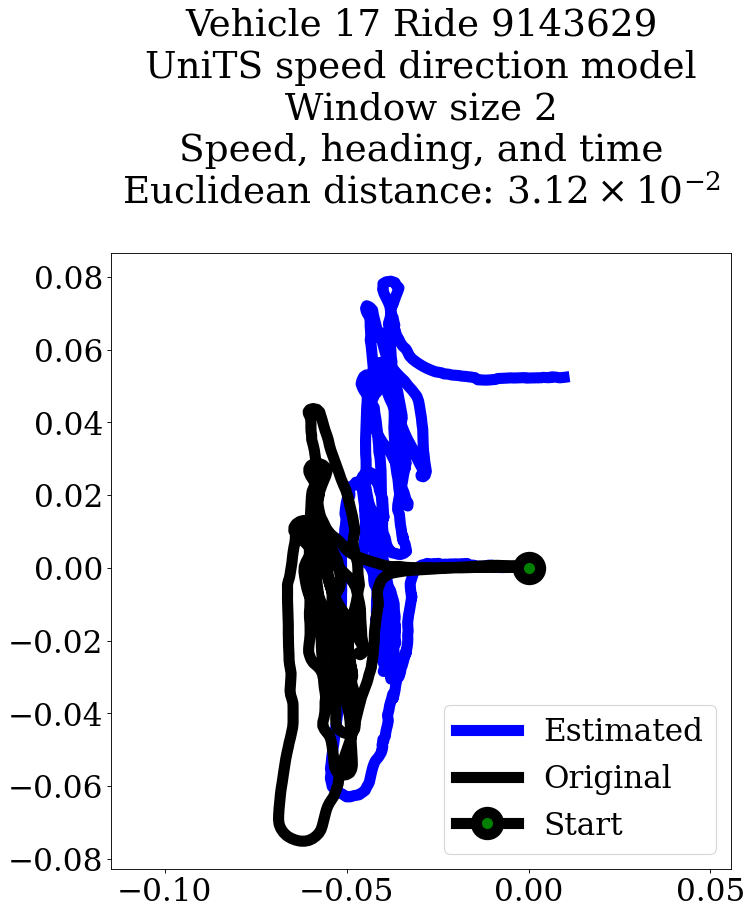 Vehicle 17 Ride 9143629
UniTS speed direction model
Window size 2
Speed, heading, and time
Euclidean distance: 3.12 × 10⁻²
0.08
0.06
0.04
0.02
0.00
−0.02
−0.04
−0.06
−0.08
−0.10
−0.05
0.00
0.05
Estimated
Original
Start